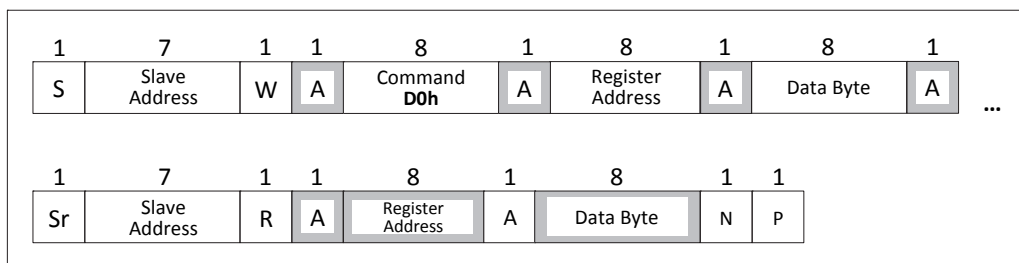 1 7 1 1 8 1 8 1 8 1
S Slave Address W A Command D0h A Register Address A Data Byte A ...
1 7 1 1 8 1 8 1 1
Sr Slave Address R A Register Address A Data Byte N P